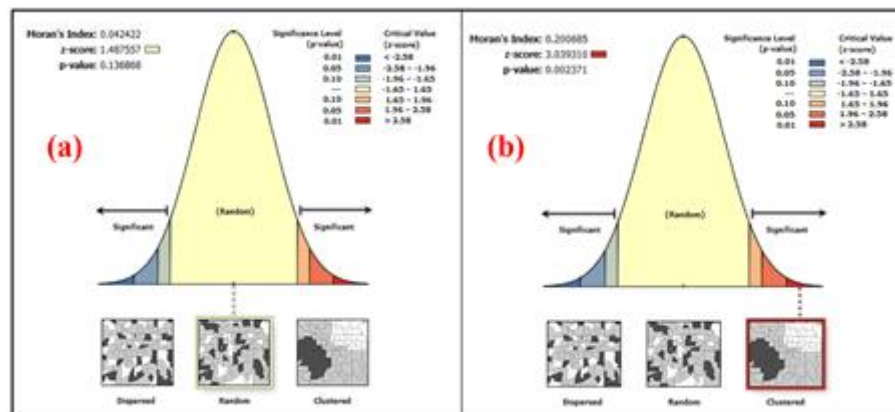 Moran's Index: 0.042422
z-score: 1.487557
p-value: 0.136868
Significance Level (p-value)
Critical Value (z-score)
0.01 < -2.58
0.05 -2.58 - -1.96
0.10 -1.96 - -1.65
--- -1.65 - 1.65
0.10 1.65 - 1.96
0.05 1.96 - 2.58
0.01 > 2.58
(a)
(Random)
Significant
Significant
Dispersed
Random
Clustered
Moran's Index: 0.200685
z-score: 3.039310
p-value: 0.002371
Significance Level (p-value)
Critical Value (z-score)
0.01 < -2.58
0.05 -2.58 - -1.96
0.10 -1.96 - -1.65
--- -1.65 - 1.65
0.10 1.65 - 1.96
0.05 1.96 - 2.58
0.01 > 2.58
(b)
(Random)
Significant
Significant
Dispersed
Random
Clustered